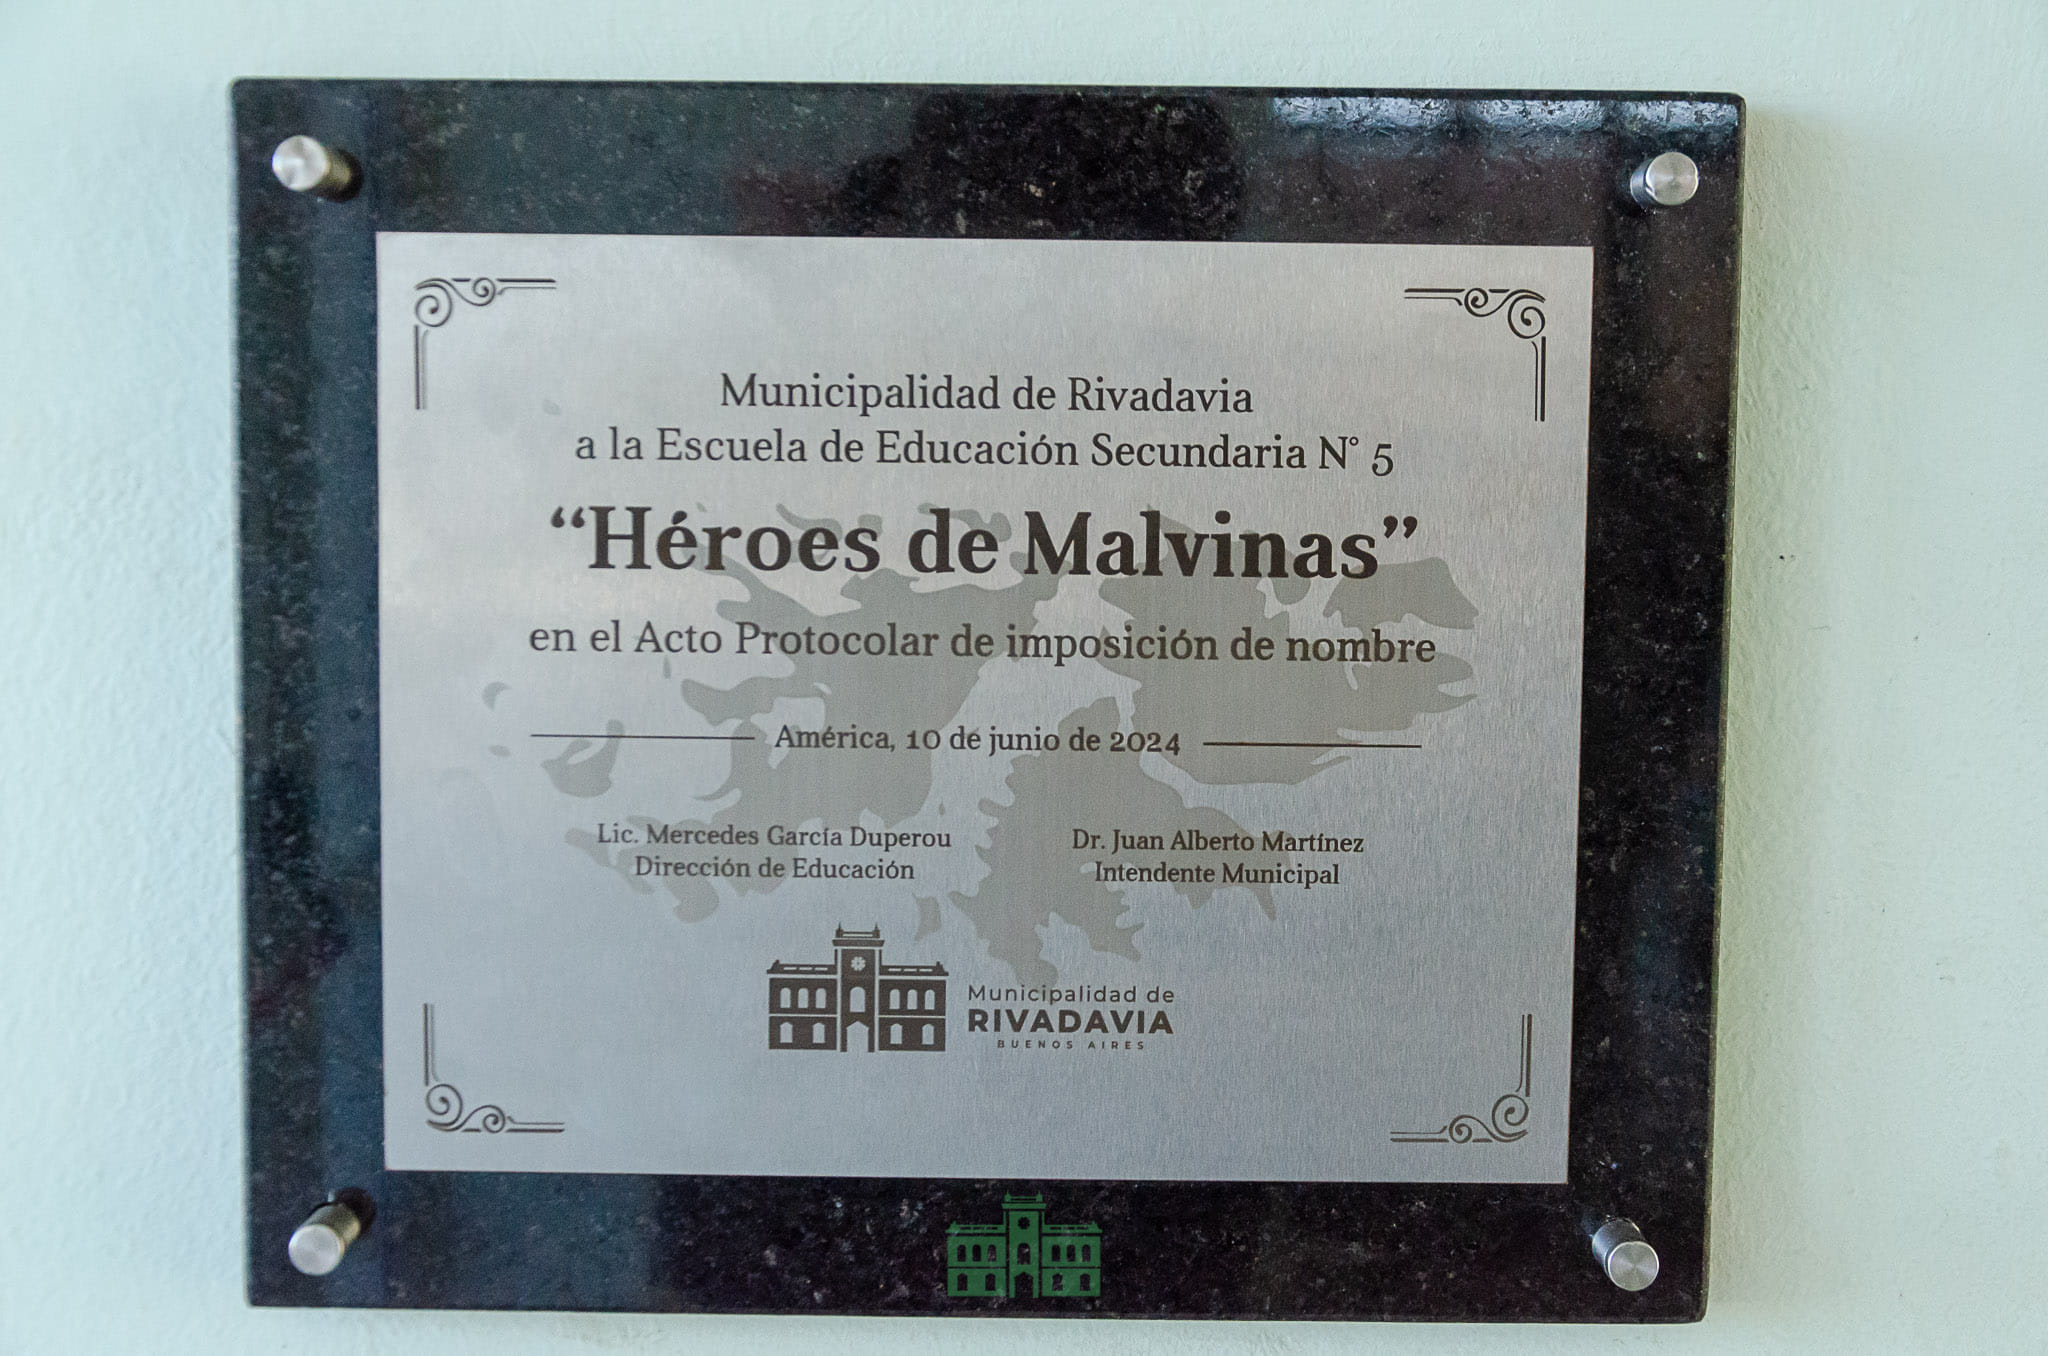 Municipalidad de Rivadavia
a la Escuela de Educación Secundaria N° 5
“Héroes de Malvinas”
en el Acto Protocolar de imposición de nombre
América, 10 de junio de 2024
Lic. Mercedes García Duperou
Dirección de Educación
Dr. Juan Alberto Martínez
Intendente Municipal
Municipalidad de
RIVADAVIA
BUENOS AIRES